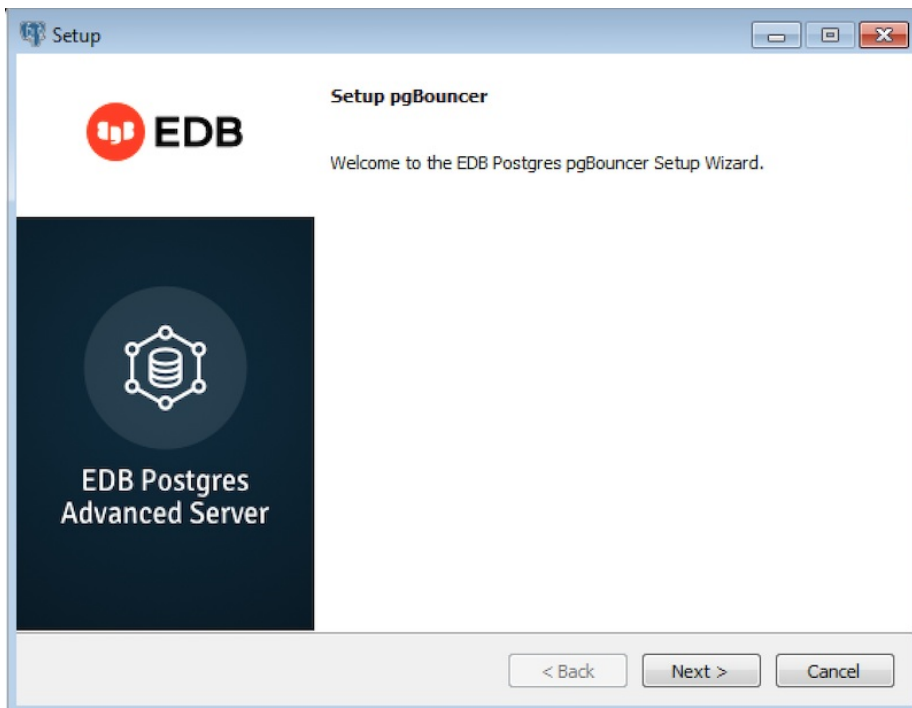 Setup
EDB
Setup pgBouncer
Welcome to the EDB Postgres pgBouncer Setup Wizard.
EDB Postgres
Advanced Server
< Back
Next >
Cancel